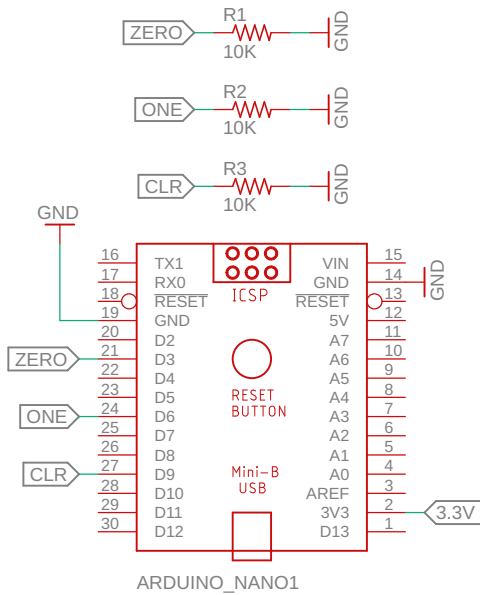 R1
ZERO
10K
GND
R2
ONE
10K
GND
R3
CLR
10K
GND
GND
16 TX1 VIN 15
17 RX0 GND 14 GND
18 RESET RESET 13
ICSP
19 GND 5V 12
20 D2 A7 11
ZERO 21 D3 A6 10
22 D4 A5 9
23 D5 A4 8
RESET
BUTTON
ONE 24 D6 A3 7
25 D7 A2 6
26 D8 A1 5
CLR 27 D9 A0 4
Mini-B
USB
28 D10 AREF 3
29 D11 3V3 2 3.3V
30 D12 D13 1
ARDUINO_NANO1